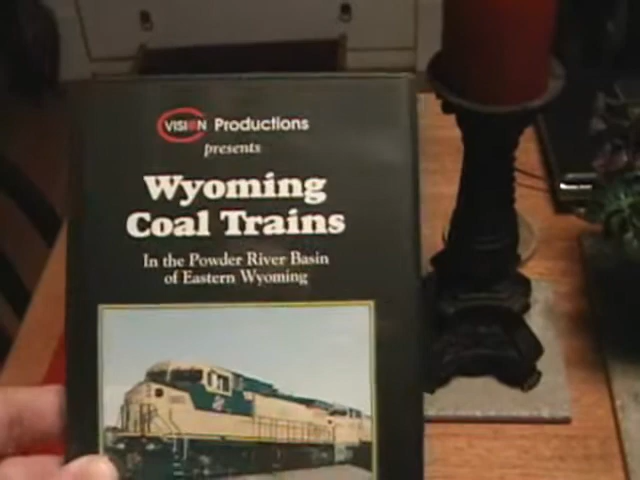 C VISION Productions
presents
Wyoming
Coal Trains
In the Powder River Basin
of Eastern Wyoming